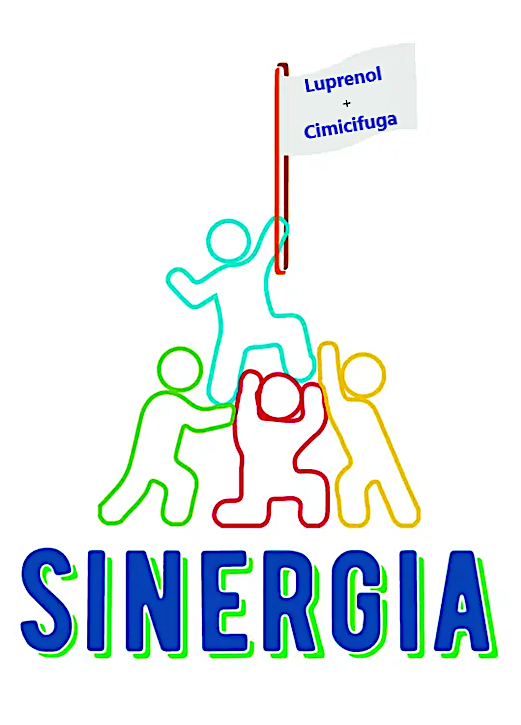 Luprenol
+
Cimicifuga
SINERGIA